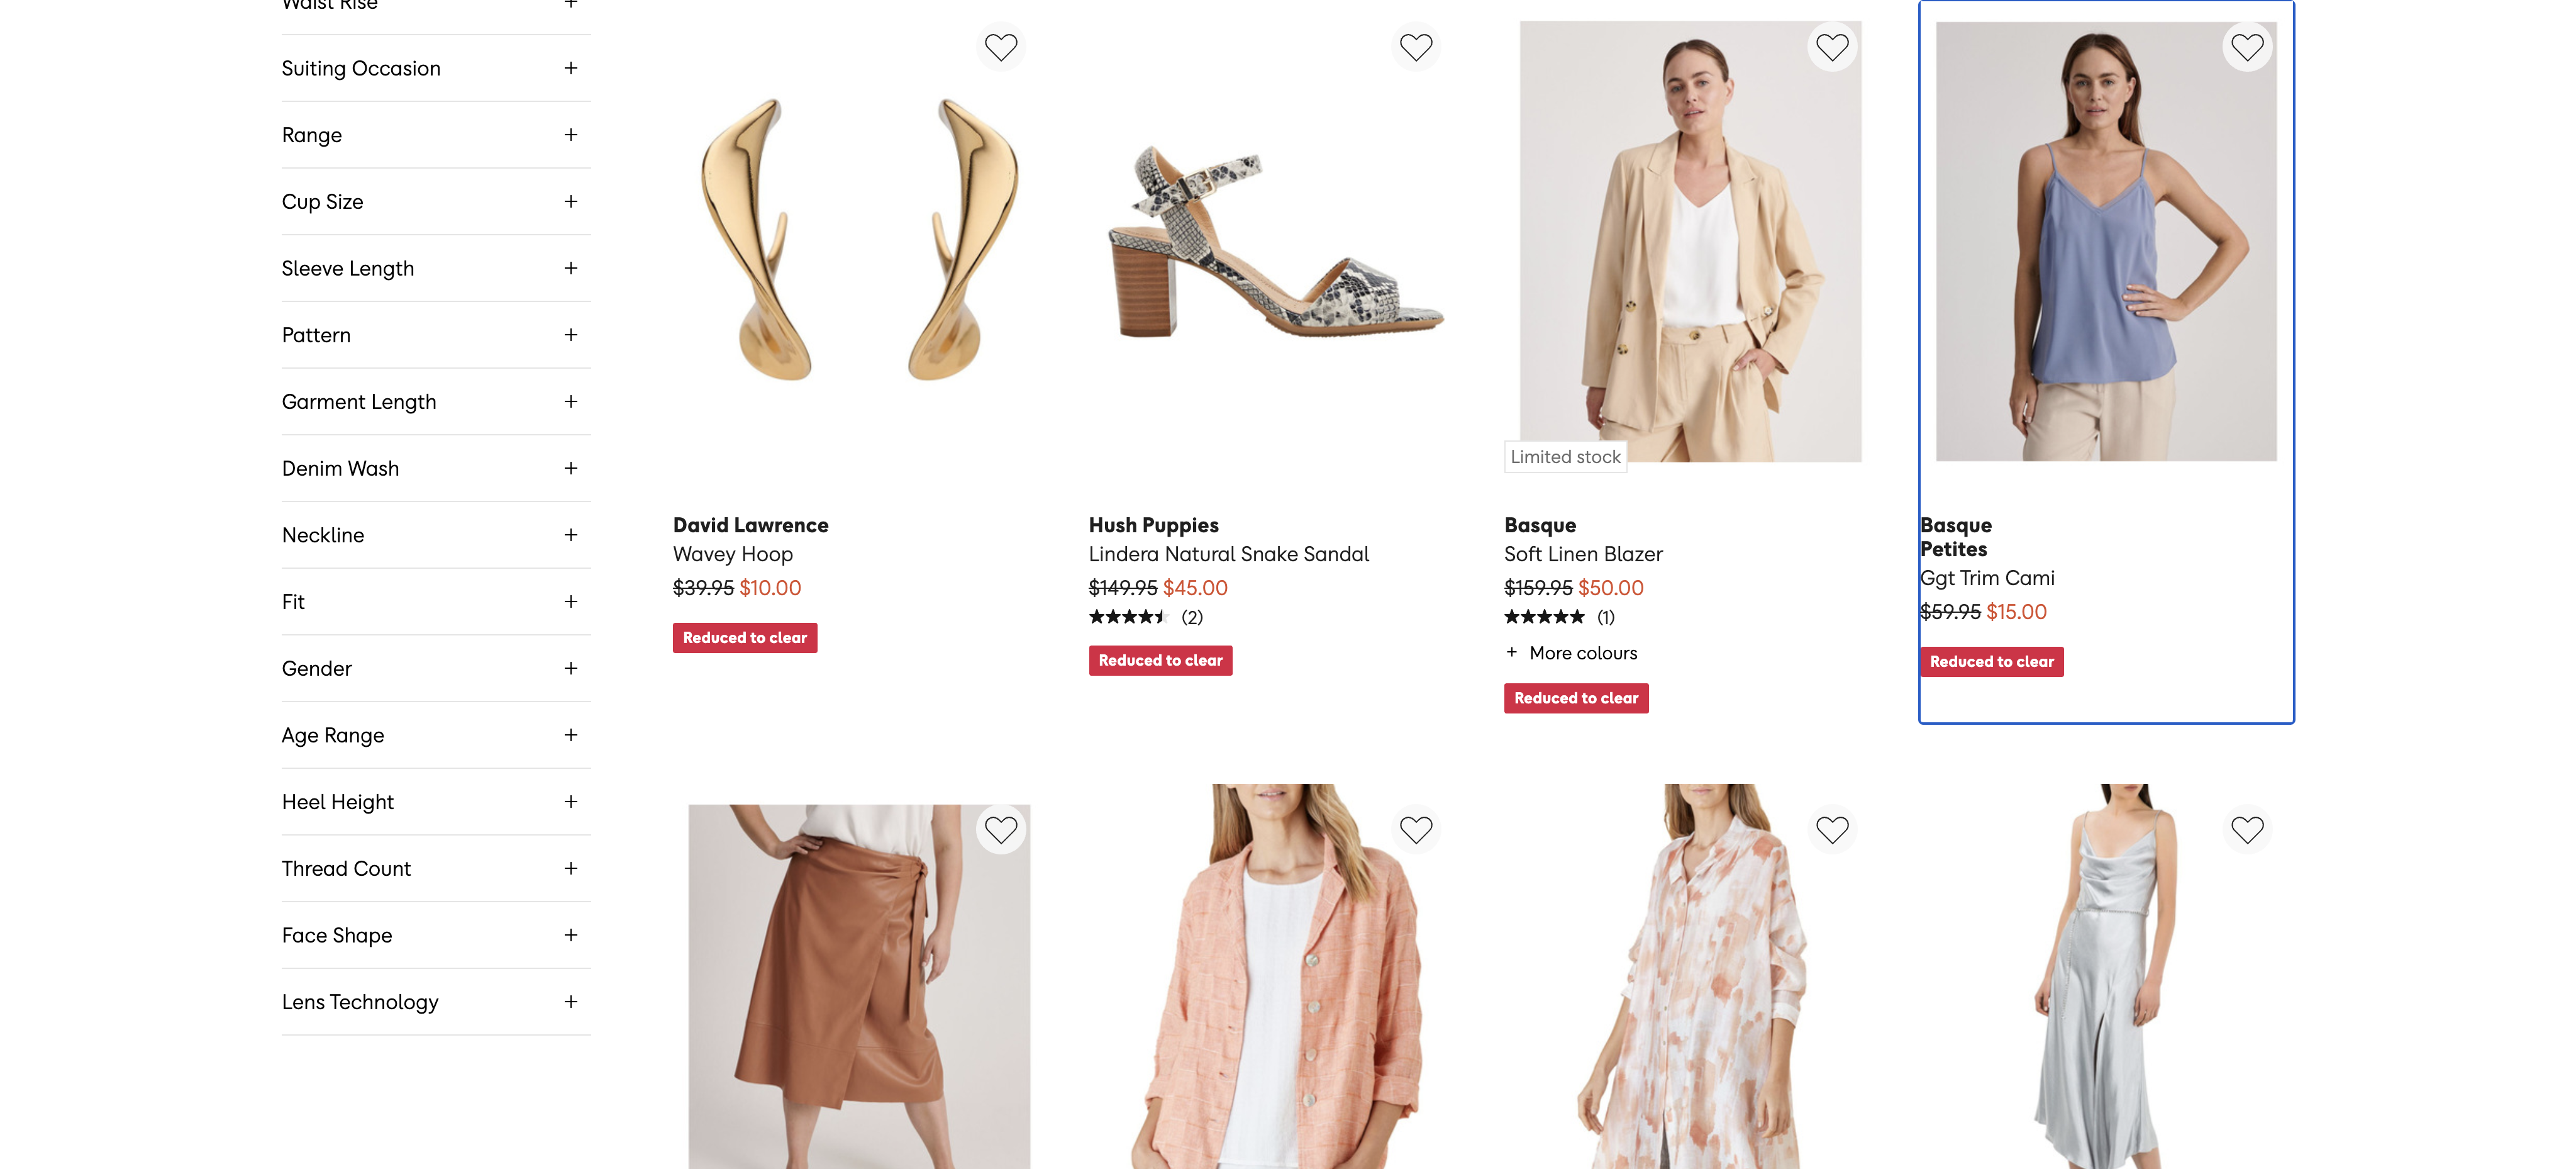 Waist Rise
Suiting Occasion
Range
Cup Size
Sleeve Length
Pattern
Garment Length
Denim Wash
Neckline
Fit
Gender
Age Range
Heel Height
Thread Count
Face Shape
Lens Technology
David Lawrence
Wavey Hoop
$39.95 $10.00
Reduced to clear
Hush Puppies
Lindera Natural Snake Sandal
$149.95 $45.00
(2)
Reduced to clear
Limited stock
Basque
Soft Linen Blazer
$159.95 $50.00
(1)
+ More colours
Reduced to clear
Basque
Petites
Ggt Trim Cami
$59.95 $15.00
Reduced to clear